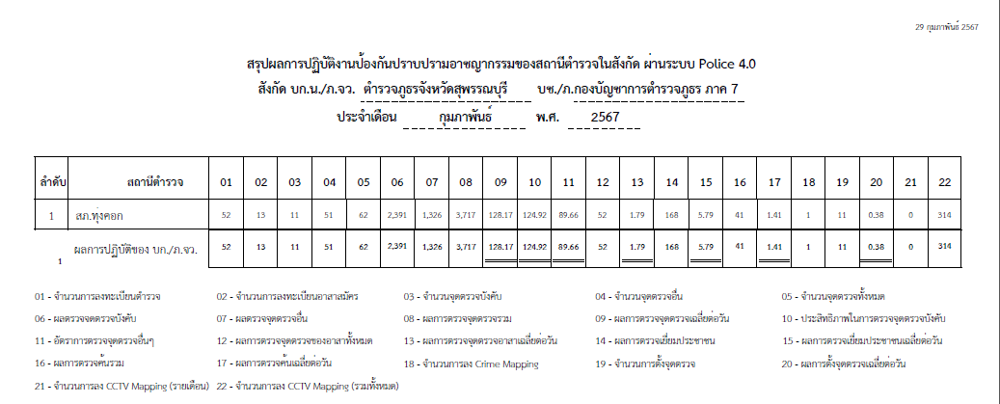 29 กุมภาพันธ์ 2567
สรุปผลการปฏิบัติงานป้องกันปราบปรามอาชญากรรมของสถานีตำรวจในสังกัด ผ่านระบบ Police 4.0
สังกัด บก.น./ภ.จว. ตำรวจภูธรจังหวัดสุพรรณบุรี บช./ภ.กองบัญชาการตำรวจภูธร ภาค 7
ประจำเดือน กุมภาพันธ์ พ.ศ. 2567
ลำดับ สถานีตำรวจ 01 02 03 04 05 06 07 08 09 10 11 12 13 14 15 16 17 18 19 20 21 22
1 สภ.ทุ่งคอก 52 13 11 51 62 2,391 1,326 3,717 128.17 124.92 89.66 52 1.79 168 5.79 41 1.41 1 11 0.38 0 314
1 ผลการปฏิบัติของ บก./ภ.จว. 52 13 11 51 62 2,391 1,326 3,717 128.17 124.92 89.66 52 1.79 168 5.79 41 1.41 1 11 0.38 0 314
01 - จำนวนการลงทะเบียนตำรวจ 02 - จำนวนการลงทะเบียนอาสาสมัคร 03 - จำนวนจุดตรวจบังคับ 04 - จำนวนจุดตรวจอื่น 05 - จำนวนจุดตรวจทั้งหมด
06 - ผลตรวจจุดตรวจบังคับ 07 - ผลตรวจจุดตรวจอื่น 08 - ผลการตรวจจุดตรวจรวม 09 - ผลการตรวจจุดตรวจเฉลี่ยต่อวัน 10 - ประสิทธิภาพในการตรวจจุดตรวจบังคับ
11 - อัตราการตรวจจุดตรวจอื่นๆ 12 - ผลการตรวจจุดตรวจของอาสาทั้งหมด 13 - ผลการตรวจจุดตรวจอาสาเฉลี่ยต่อวัน 14 - ผลการตรวจเยี่ยมประชาชน 15 - ผลการตรวจเยี่ยมประชาชนเฉลี่ยต่อวัน
16 - ผลการตรวจค้นรวม 17 - ผลการตรวจค้นเฉลี่ยต่อวัน 18 - จำนวนการลง Crime Mapping 19 - จำนวนการตั้งจุดตรวจ 20 - ผลการตั้งจุดตรวจเฉลี่ยต่อวัน
21 - จำนวนการลง CCTV Mapping (รายเดือน) 22 - จำนวนการลง CCTV Mapping (รวมทั้งหมด)